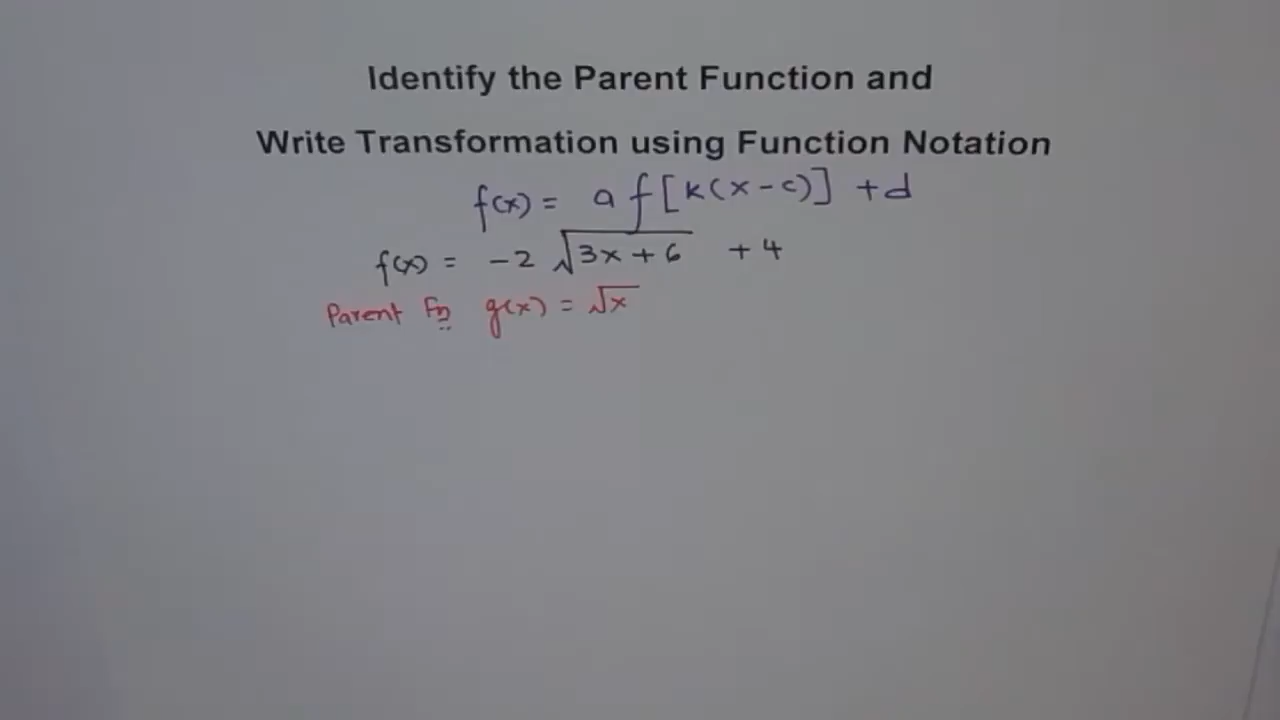 Identify the Parent Function and
Write Transformation using Function Notation
f(x) = a f[k(x-c)] + d
f(x) = -2 √3x+6 + 4
Parent Fn g(x) = √x